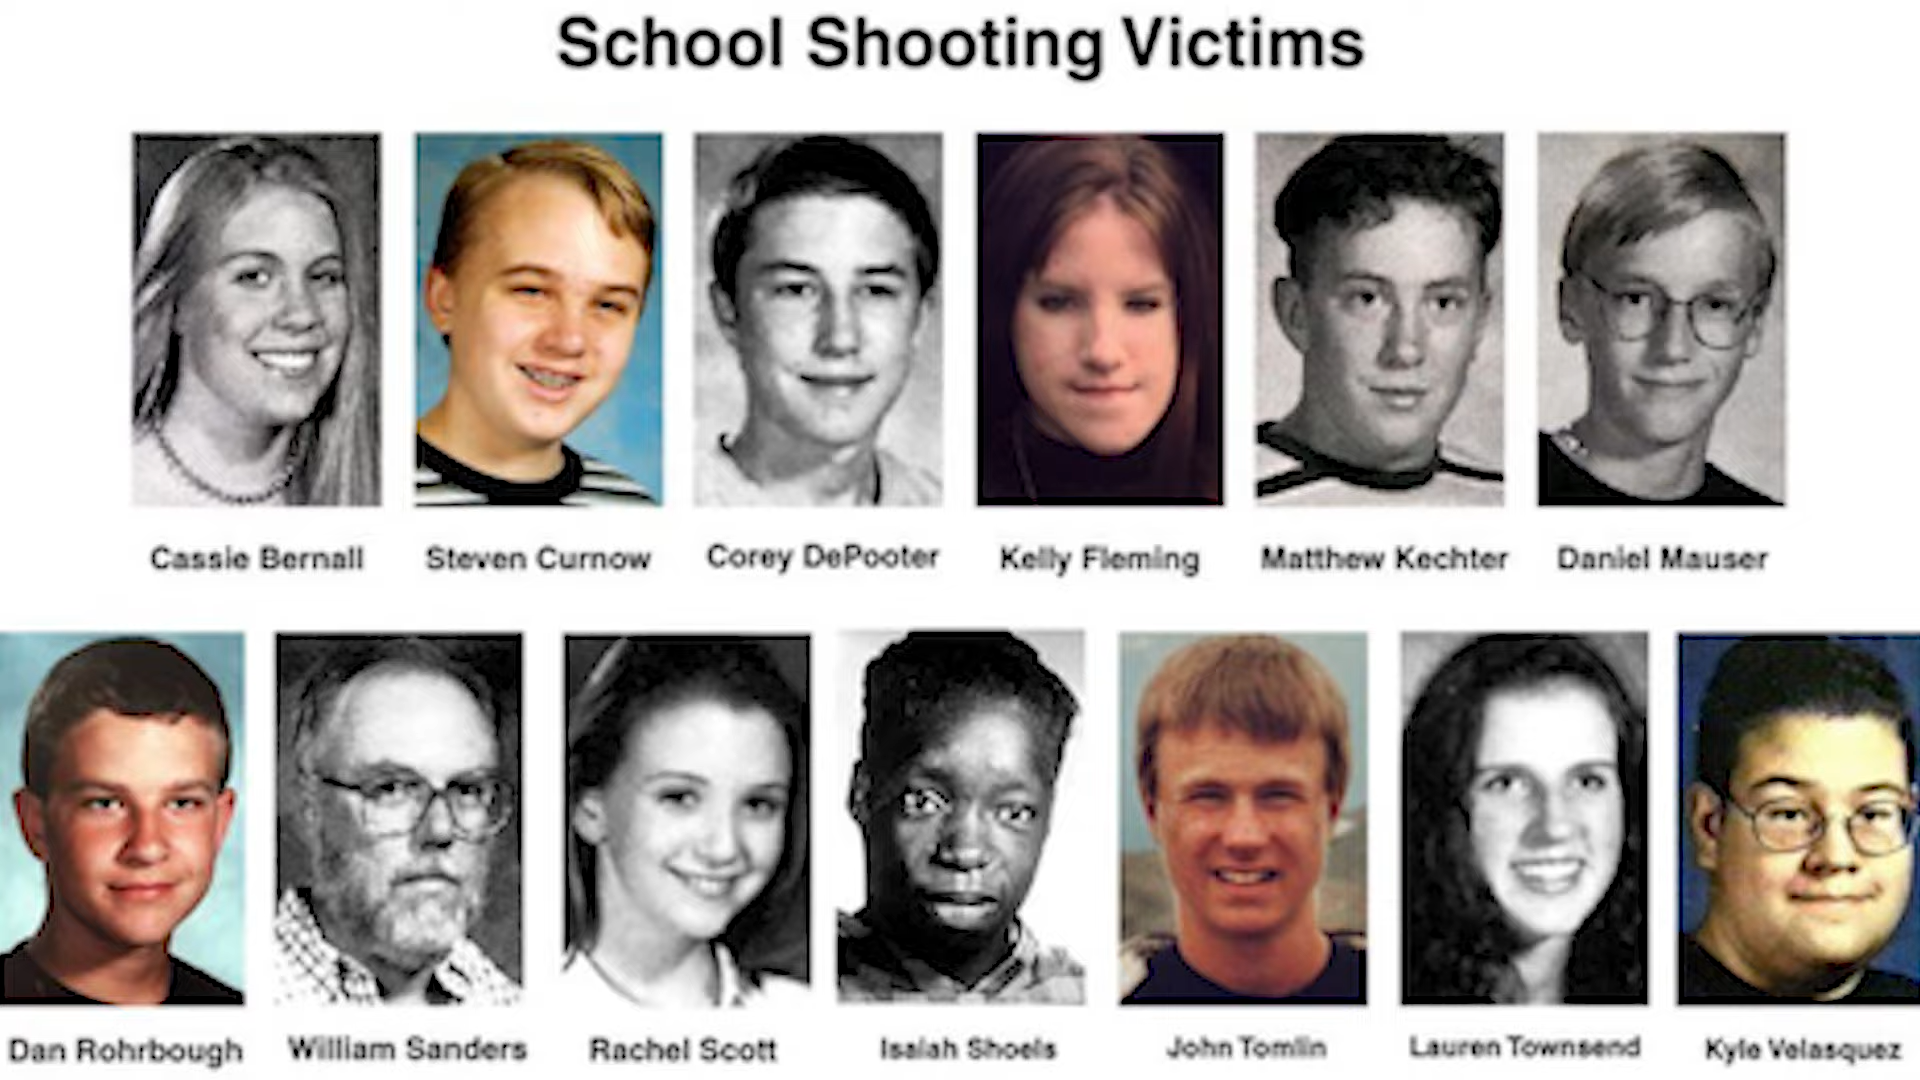 School Shooting Victims
Cassie Bernall
Steven Curnow
Corey DePooter
Kelly Fleming
Matthew Kechter
Daniel Mauser
Dan Rohrbough
William Sanders
Rachel Scott
Isaiah Shoels
John Tomlin
Lauren Townsend
Kyle Velasquez